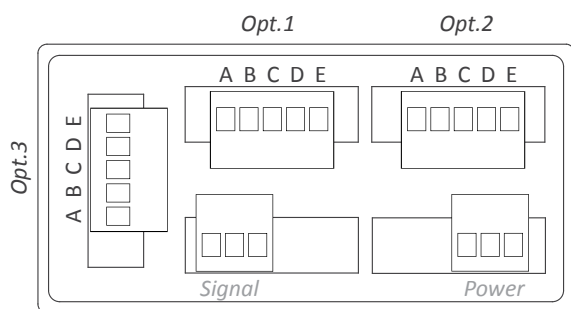 Opt.1
Opt.2
A B C D E
A B C D E
Opt.3
A B C D E
Signal
Power